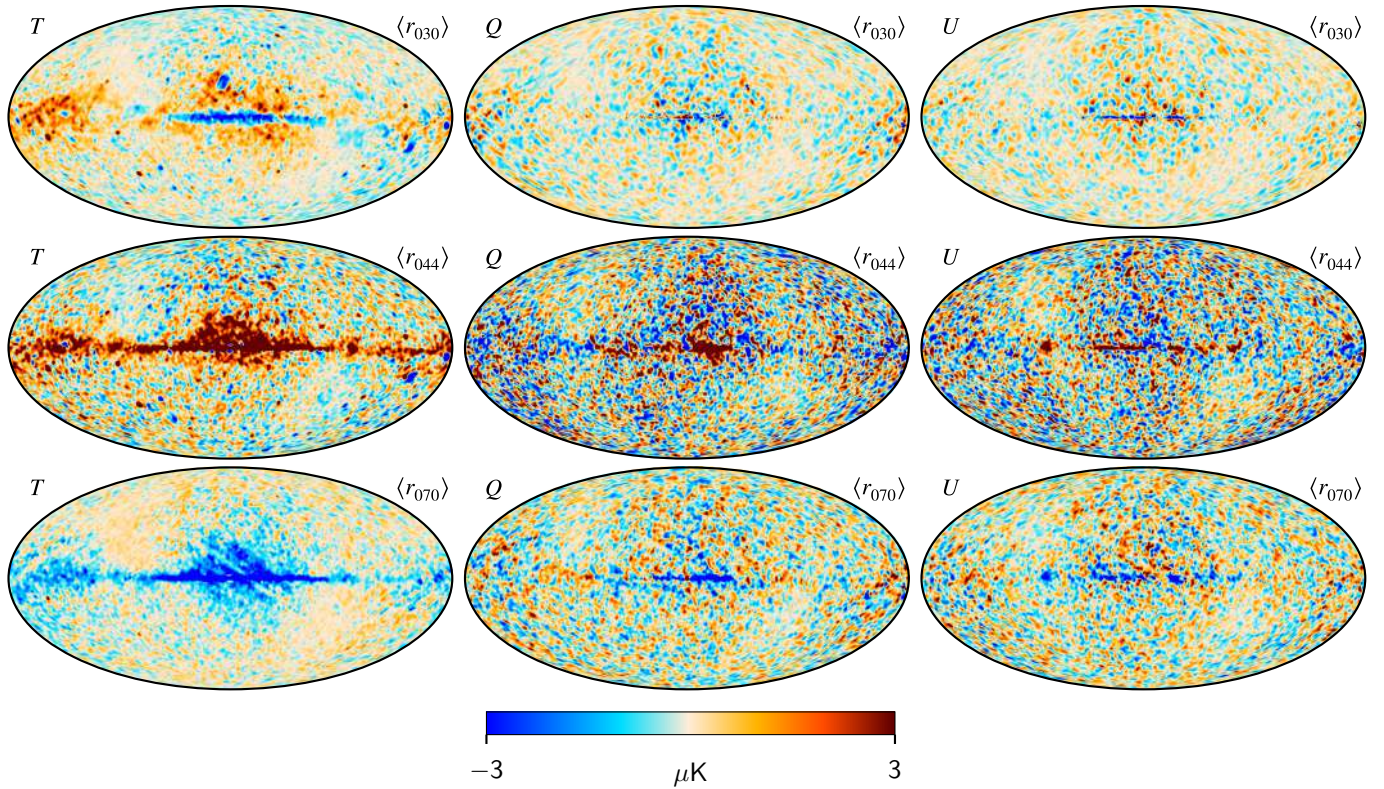 T ⟨r₀₃₀⟩ Q ⟨r₀₃₀⟩ U ⟨r₀₃₀⟩
T ⟨r₀₄₄⟩ Q ⟨r₀₄₄⟩ U ⟨r₀₄₄⟩
T ⟨r₀₇₀⟩ Q ⟨r₀₇₀⟩ U ⟨r₀₇₀⟩
−3 μK 3